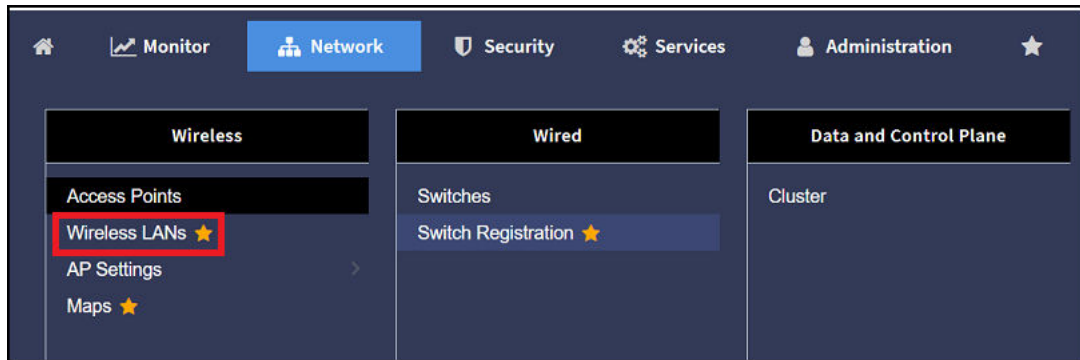 Monitor
Network
Security
Services
Administration
Wireless
Access Points
Wireless LANs
AP Settings
Maps
Wired
Switches
Switch Registration
Data and Control Plane
Cluster